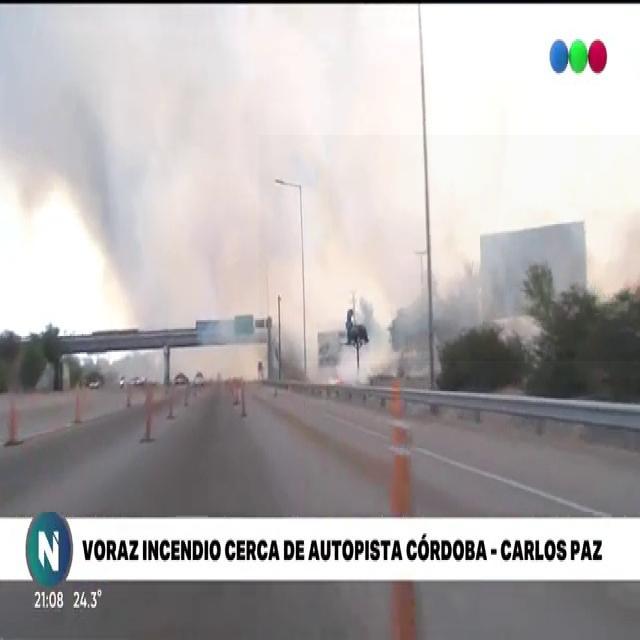 N
VORAZ INCENDIO CERCA DE AUTOPISTA CÓRDOBA - CARLOS PAZ
21:08 24.3°